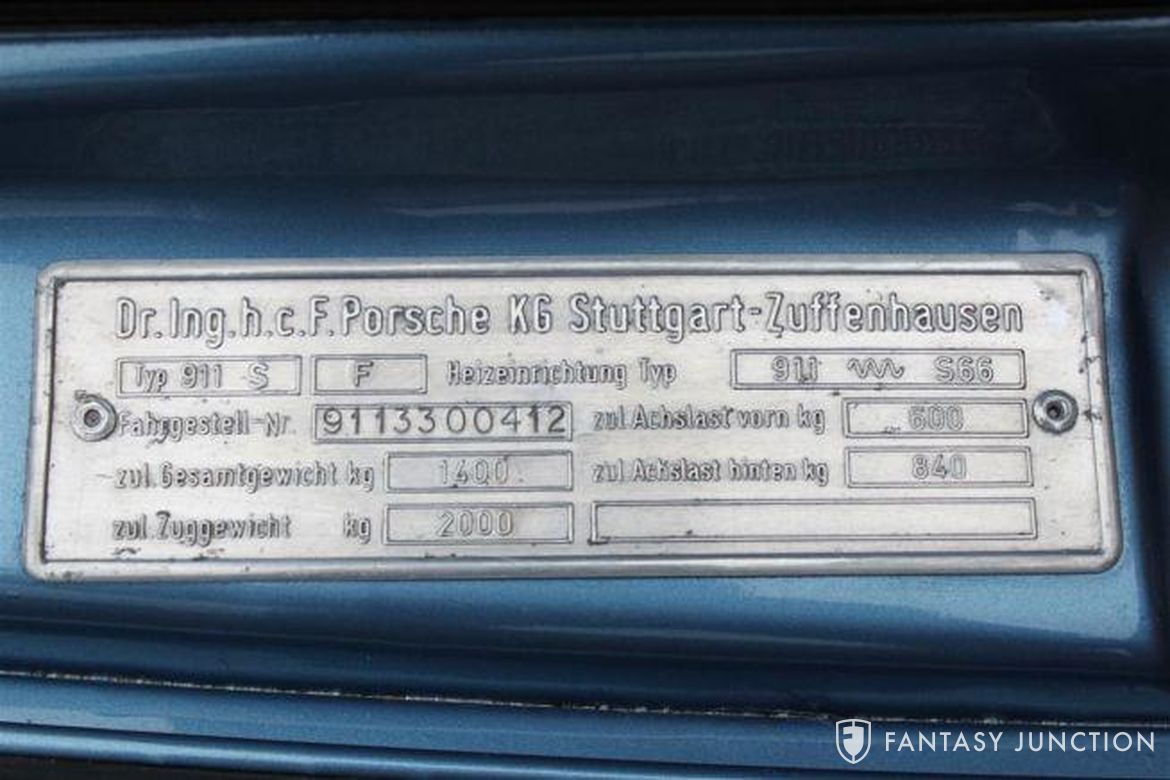 Dr. Ing. h. c. F. Porsche KG Stuttgart-Zuffenhausen
Typ 911 S F Heizeinrichtung Typ 911 S66
Fahrgestell-Nr. 9113300412 zul. Achslast vorn kg 600
zul. Gesamtgewicht kg 1400 zul. Achslast hinten kg 840
zul. Zuggewicht kg 2000
FANTASY JUNCTION